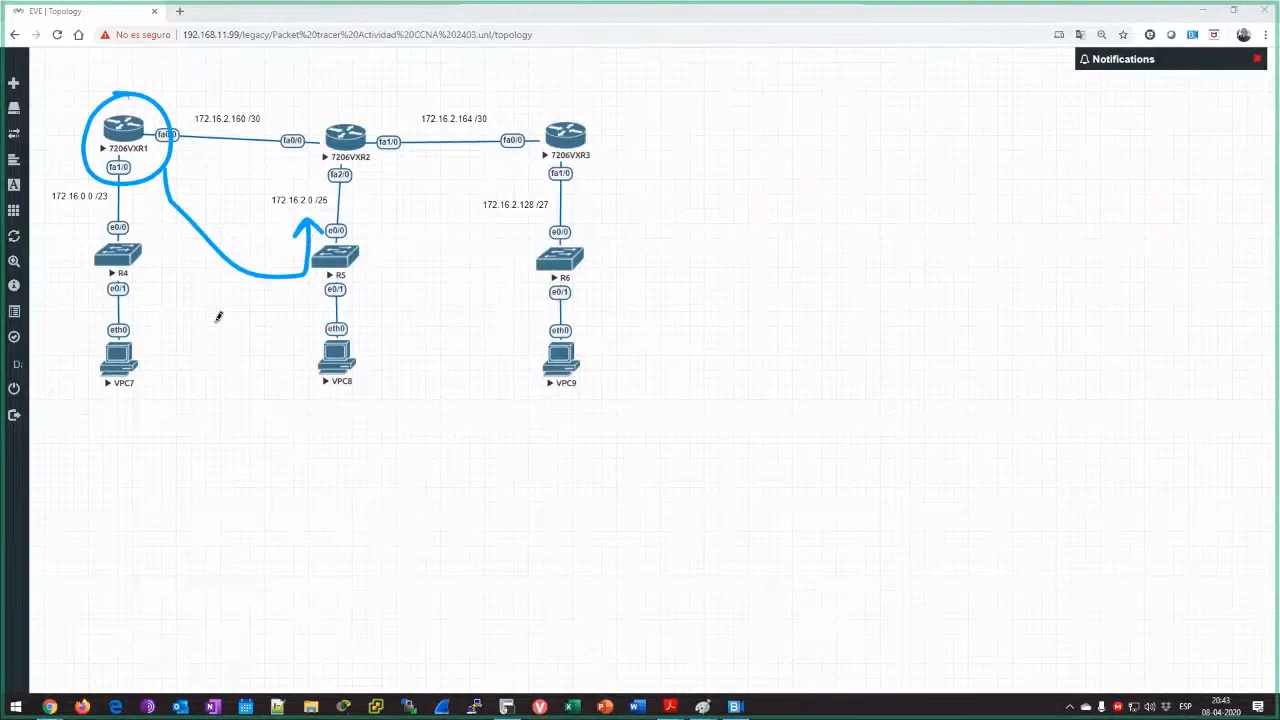 EVE | Topology
No es seguro
192.168.11.99/legacy/Packet%20tracer%20Actividad%20CCNA%202403.unl/topology
Notifications
172.16.2.160 /30
172.16.2.164 /30
fa0/0
fa0/0
fa1/0
fa0/0
7206VXR1
7206VXR2
7206VXR3
fa1/0
fa2/0
fa1/0
172.16.0.0 /23
172.16.2.0 /25
172.16.2.128 /27
e0/0
e0/0
e0/0
R4
R5
R6
e0/1
e0/1
e0/1
eth0
eth0
eth0
VPC7
VPC8
VPC9
ESP
20:43
08-04-2020